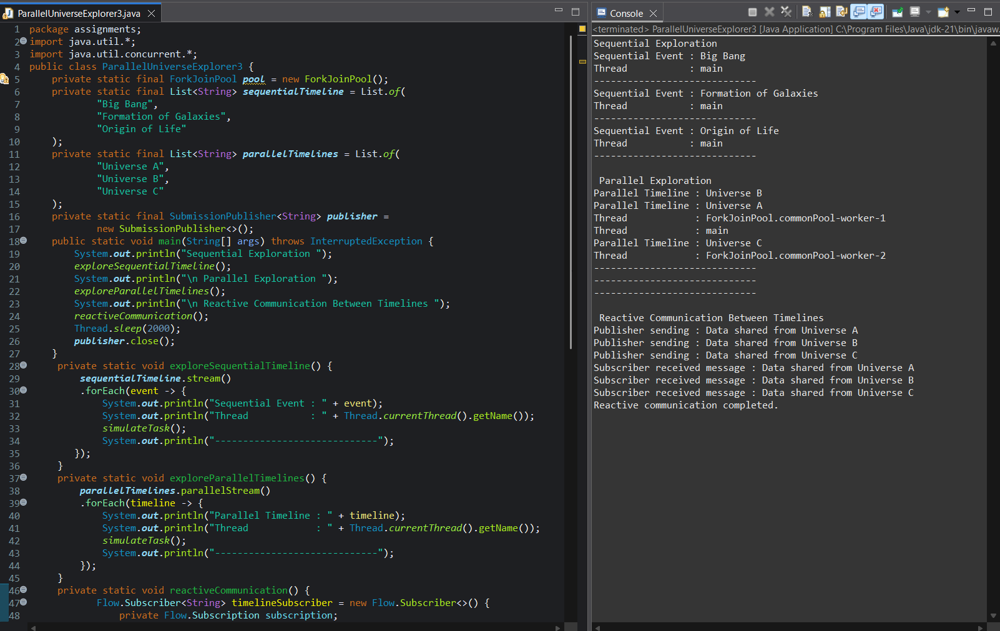 ParallelUniverseExplorer3.java
1 package assignments;
2 import java.util.*;
3 import java.util.concurrent.*;
4 public class ParallelUniverseExplorer3 {
5     private static final ForkJoinPool pool = new ForkJoinPool();
6     private static final List<String> sequentialTimeline = List.of(
7             "Big Bang",
8             "Formation of Galaxies",
9             "Origin of Life"
10     );
11     private static final List<String> parallelTimelines = List.of(
12             "Universe A",
13             "Universe B",
14             "Universe C"
15     );
16     private static final SubmissionPublisher<String> publisher =
17             new SubmissionPublisher<>();
18     public static void main(String[] args) throws InterruptedException {
19         System.out.println("Sequential Exploration ");
20         exploreSequentialTimeline();
21         System.out.println("\n Parallel Exploration ");
22         exploreParallelTimelines();
23         System.out.println("\n Reactive Communication Between Timelines ");
24         reactiveCommunication();
25         Thread.sleep(2000);
26         publisher.close();
27     }
28      private static void exploreSequentialTimeline() {
29          sequentialTimeline.stream()
30          .forEach(event -> {
31              System.out.println("Sequential Event : " + event);
32              System.out.println("Thread           : " + Thread.currentThread().getName());
33              simulateTask();
34              System.out.println("-----------------------------");
35         });
36      }
37      private static void exploreParallelTimelines() {
38          parallelTimelines.parallelStream()
39          .forEach(timeline -> {
40              System.out.println("Parallel Timeline : " + timeline);
41              System.out.println("Thread            : " + Thread.currentThread().getName());
42              simulateTask();
43              System.out.println("-----------------------------");
44          });
45      }
46      private static void reactiveCommunication() {
47             Flow.Subscriber<String> timelineSubscriber = new Flow.Subscriber<>() {
48                 private Flow.Subscription subscription;
Console
<terminated> ParallelUniverseExplorer3 [Java Application] C:\Program Files\Java\jdk-21\bin\javaw.
Sequential Exploration
Sequential Event : Big Bang
Thread           : main
-----------------------------
Sequential Event : Formation of Galaxies
Thread           : main
-----------------------------
Sequential Event : Origin of Life
Thread           : main
-----------------------------
 Parallel Exploration
Parallel Timeline : Universe B
Parallel Timeline : Universe A
Thread            : ForkJoinPool.commonPool-worker-1
Thread            : main
Parallel Timeline : Universe C
Thread            : ForkJoinPool.commonPool-worker-2
-----------------------------
-----------------------------
-----------------------------
 Reactive Communication Between Timelines
Publisher sending : Data shared from Universe A
Publisher sending : Data shared from Universe B
Publisher sending : Data shared from Universe C
Subscriber received message : Data shared from Universe A
Subscriber received message : Data shared from Universe B
Subscriber received message : Data shared from Universe C
Reactive communication completed.